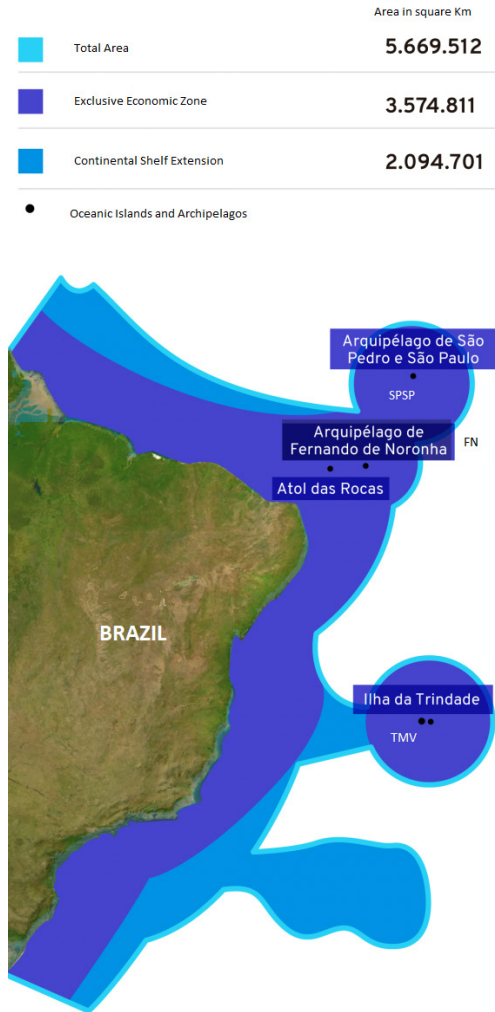 Area in square Km
Total Area 5.669.512
Exclusive Economic Zone 3.574.811
Continental Shelf Extension 2.094.701
Oceanic Islands and Archipelagos
Arquipélago de São
Pedro e São Paulo
SPSP
Arquipélago de
Fernando de Noronha
FN
Atol das Rocas
BRAZIL
Ilha da Trindade
TMV